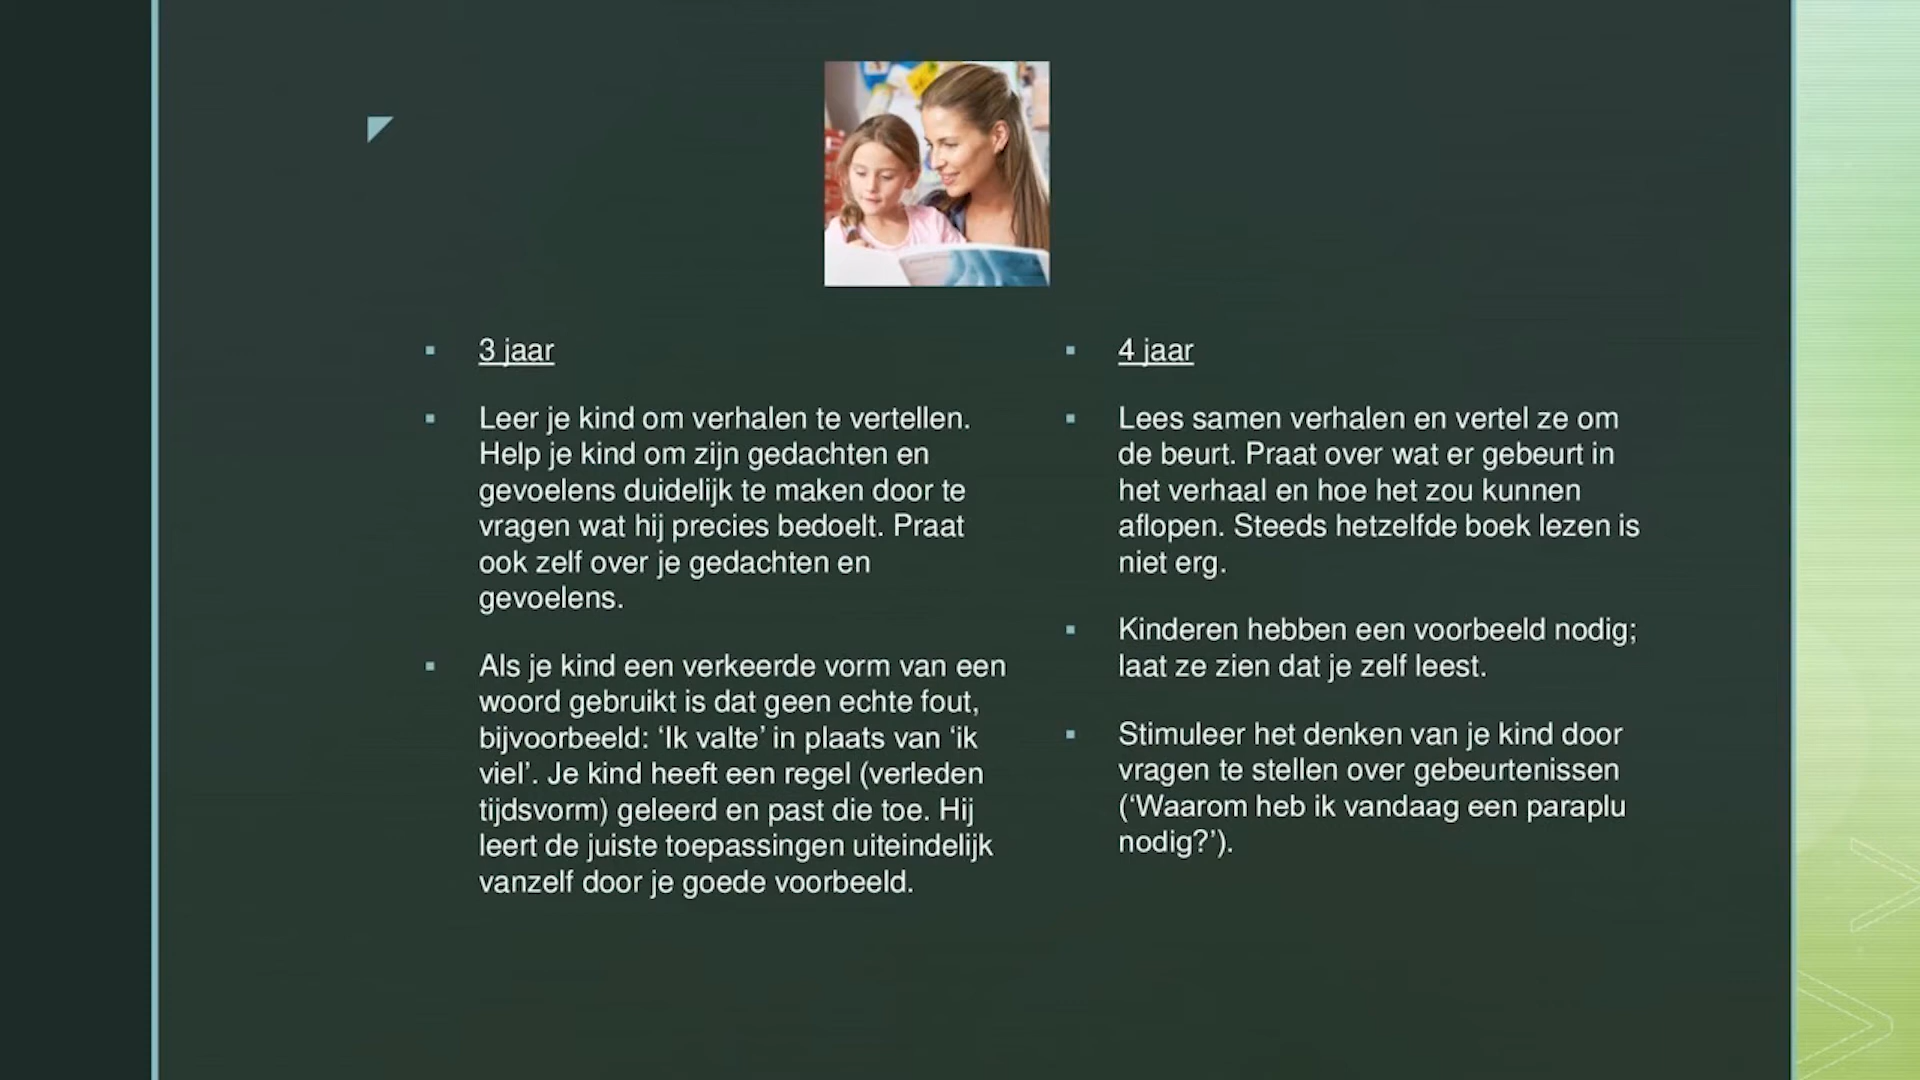 3 jaar
Leer je kind om verhalen te vertellen.
Help je kind om zijn gedachten en
gevoelens duidelijk te maken door te
vragen wat hij precies bedoelt. Praat
ook zelf over je gedachten en
gevoelens.
Als je kind een verkeerde vorm van een
woord gebruikt is dat geen echte fout,
bijvoorbeeld: ‘Ik valte’ in plaats van ‘ik
viel’. Je kind heeft een regel (verleden
tijdsvorm) geleerd en past die toe. Hij
leert de juiste toepassingen uiteindelijk
vanzelf door je goede voorbeeld.
4 jaar
Lees samen verhalen en vertel ze om
de beurt. Praat over wat er gebeurt in
het verhaal en hoe het zou kunnen
aflopen. Steeds hetzelfde boek lezen is
niet erg.
Kinderen hebben een voorbeeld nodig;
laat ze zien dat je zelf leest.
Stimuleer het denken van je kind door
vragen te stellen over gebeurtenissen
(‘Waarom heb ik vandaag een paraplu
nodig?’).